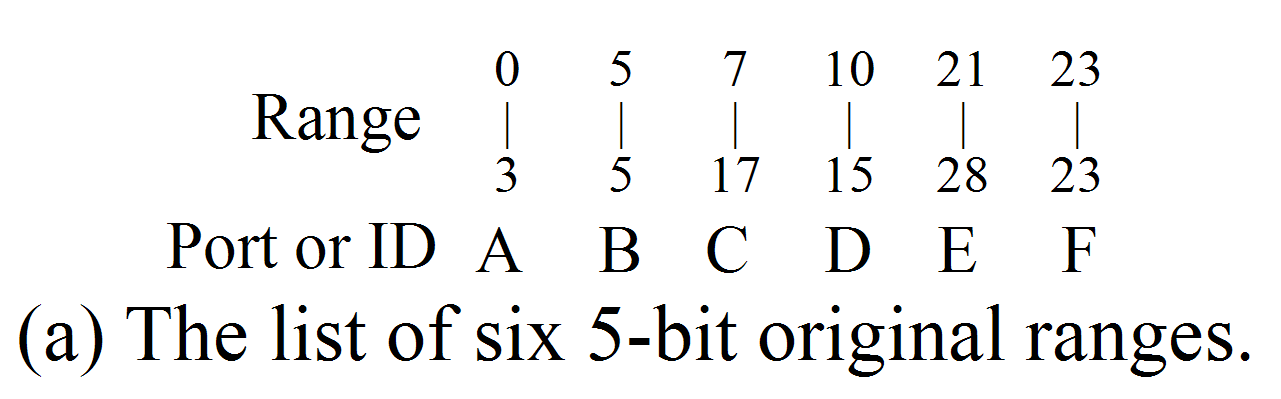 0 5 7 10 21 23
Range | | | | | |
3 5 17 15 28 23
Port or ID A B C D E F
(a) The list of six 5-bit original ranges.